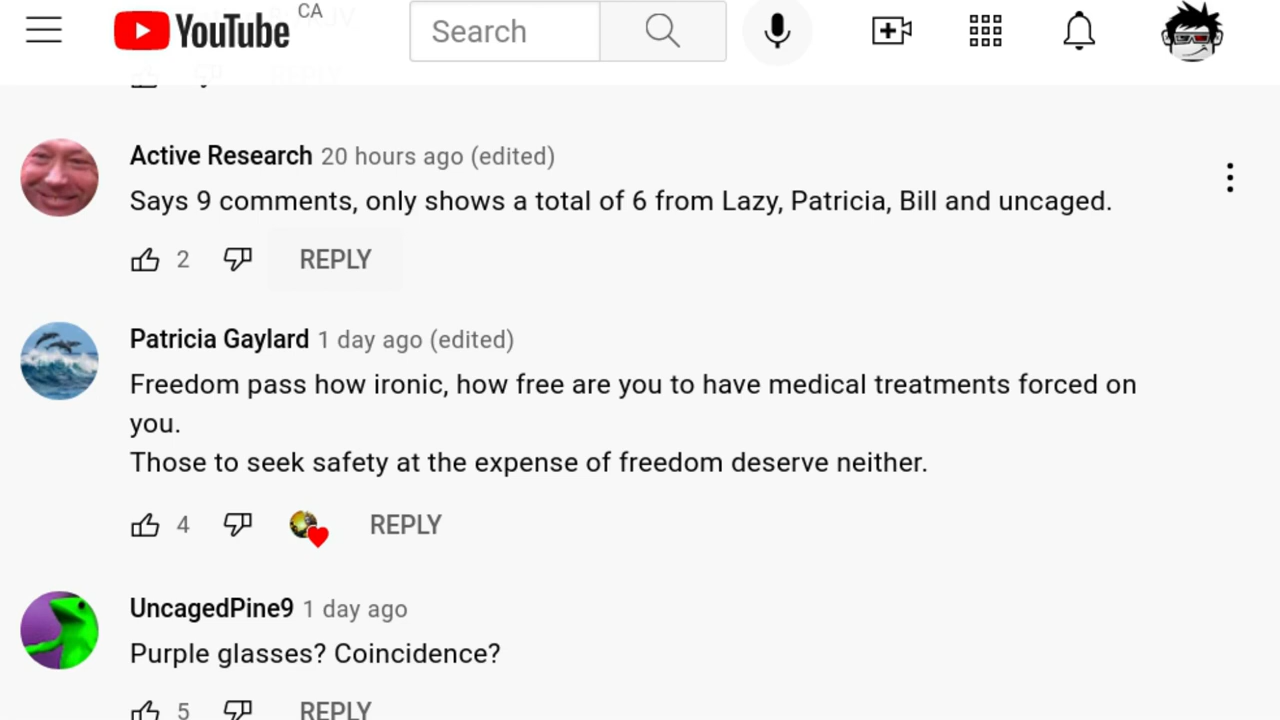 YouTube CA
Search
REPLY
Active Research 20 hours ago (edited)
Says 9 comments, only shows a total of 6 from Lazy, Patricia, Bill and uncaged.
2 REPLY
Patricia Gaylard 1 day ago (edited)
Freedom pass how ironic, how free are you to have medical treatments forced on
you.
Those to seek safety at the expense of freedom deserve neither.
4 REPLY
UncagedPine9 1 day ago
Purple glasses? Coincidence?
5 REPLY